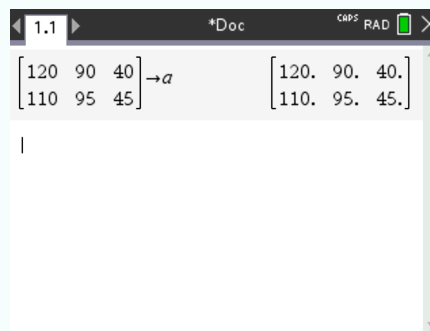 1.1 *Doc CAPS RAD
[120 90 40] → a [120. 90. 40.]
[110 95 45] [110. 95. 45.]